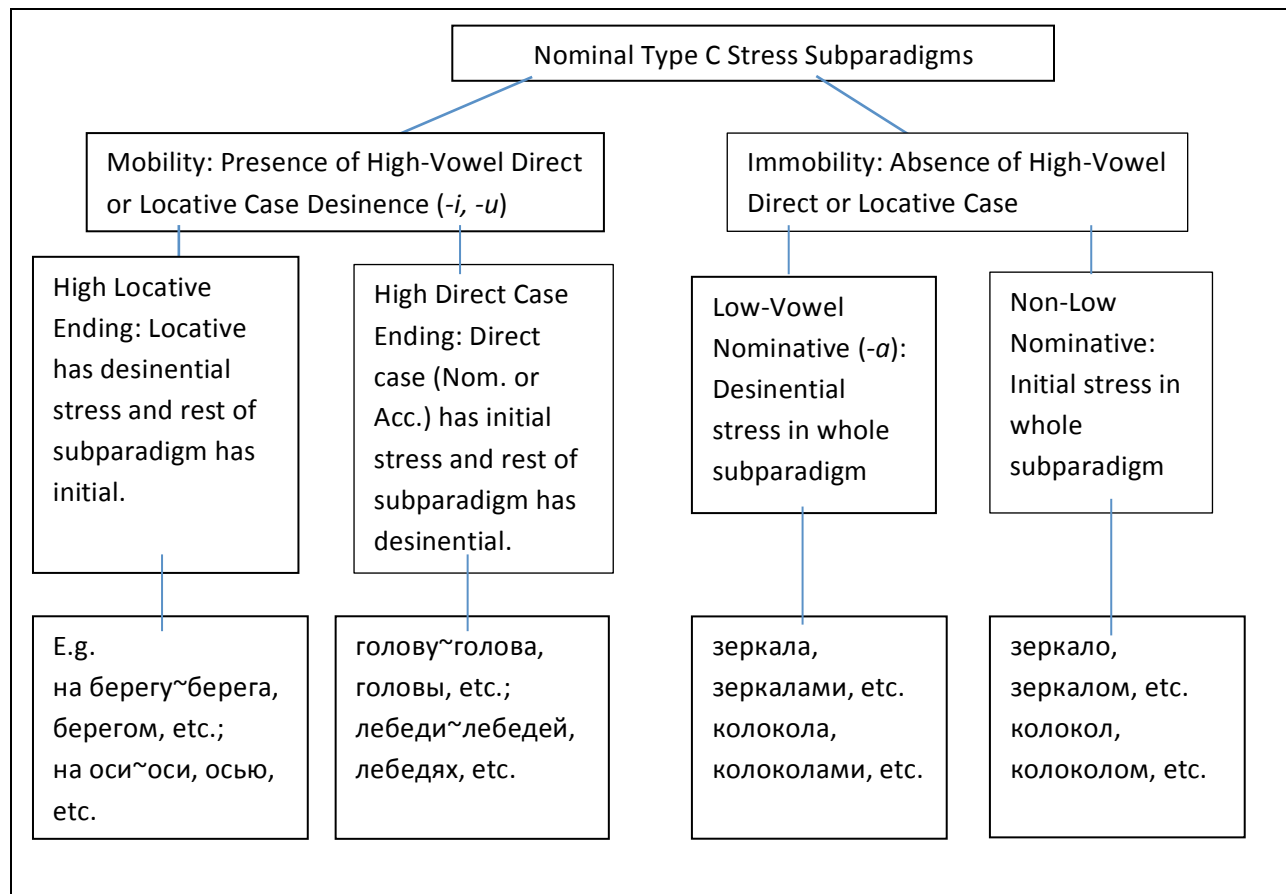 Nominal Type C Stress Subparadigms
Mobility: Presence of High-Vowel Direct
or Locative Case Desinence (-i, -u)
Immobility: Absence of High-Vowel
Direct or Locative Case
High Locative
Ending: Locative
has desinential
stress and rest of
subparadigm has
initial.
High Direct Case
Ending: Direct
case (Nom. or
Acc.) has initial
stress and rest of
subparadigm has
desinential.
Low-Vowel
Nominative (-a):
Desinential
stress in whole
subparadigm
Non-Low
Nominative:
Initial stress in
whole
subparadigm
E.g.
на берегу~берега,
берегом, etc.;
на оси~оси, осью,
etc.
голову~голова,
головы, etc.;
лебеди~лебедей,
лебедях, etc.
зеркала,
зеркалами, etc.
колокола,
колоколами, etc.
зеркало,
зеркалом, etc.
колокол,
колоколом, etc.